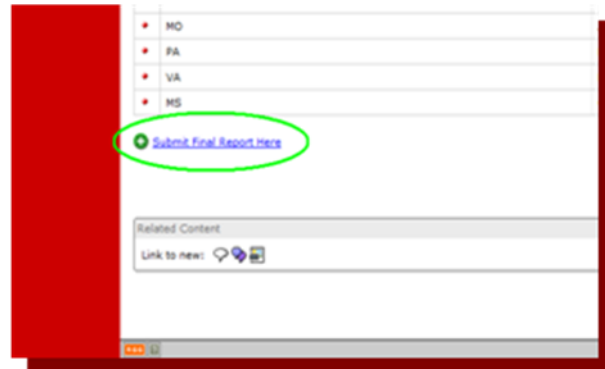 MO
PA
VA
MS
Submit Final Report Here
Related Content
Link to new: